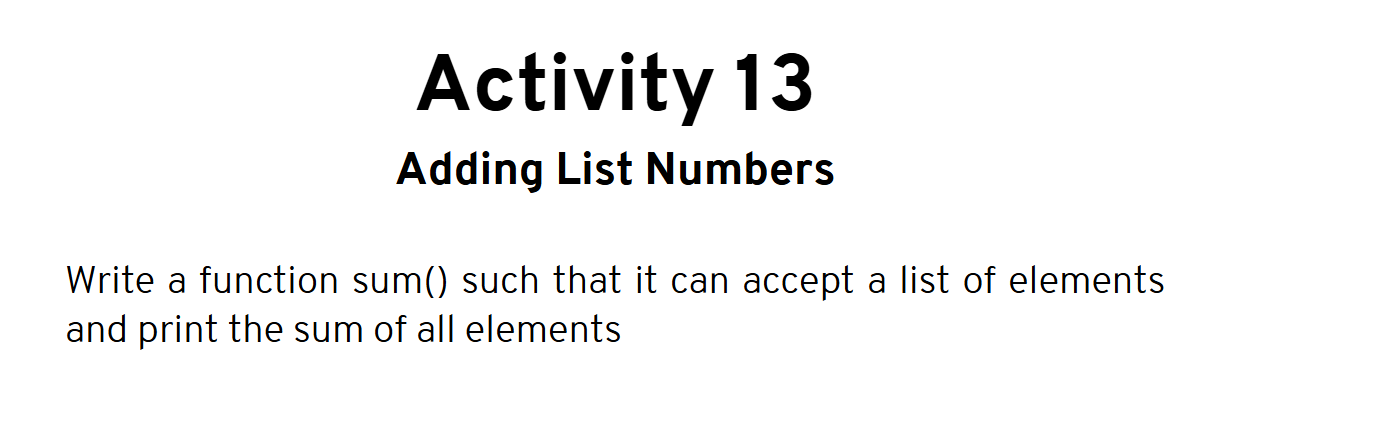 Activity 13
Adding List Numbers
Write a function sum() such that it can accept a list of elements
and print the sum of all elements